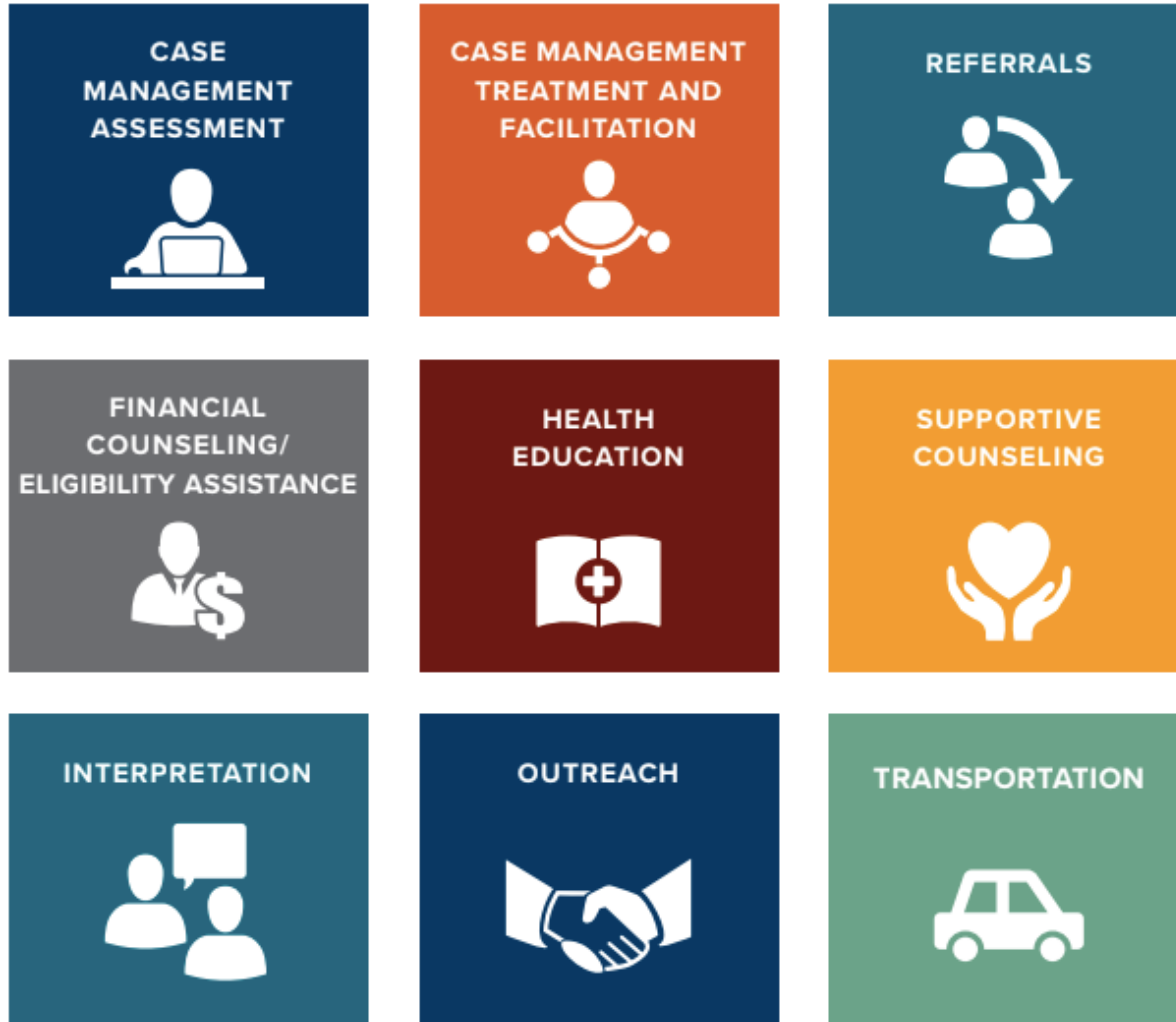 CASE
MANAGEMENT
ASSESSMENT
CASE MANAGEMENT
TREATMENT AND
FACILITATION
REFERRALS
FINANCIAL
COUNSELING/
ELIGIBILITY ASSISTANCE
$
HEALTH
EDUCATION
SUPPORTIVE
COUNSELING
INTERPRETATION
OUTREACH
TRANSPORTATION